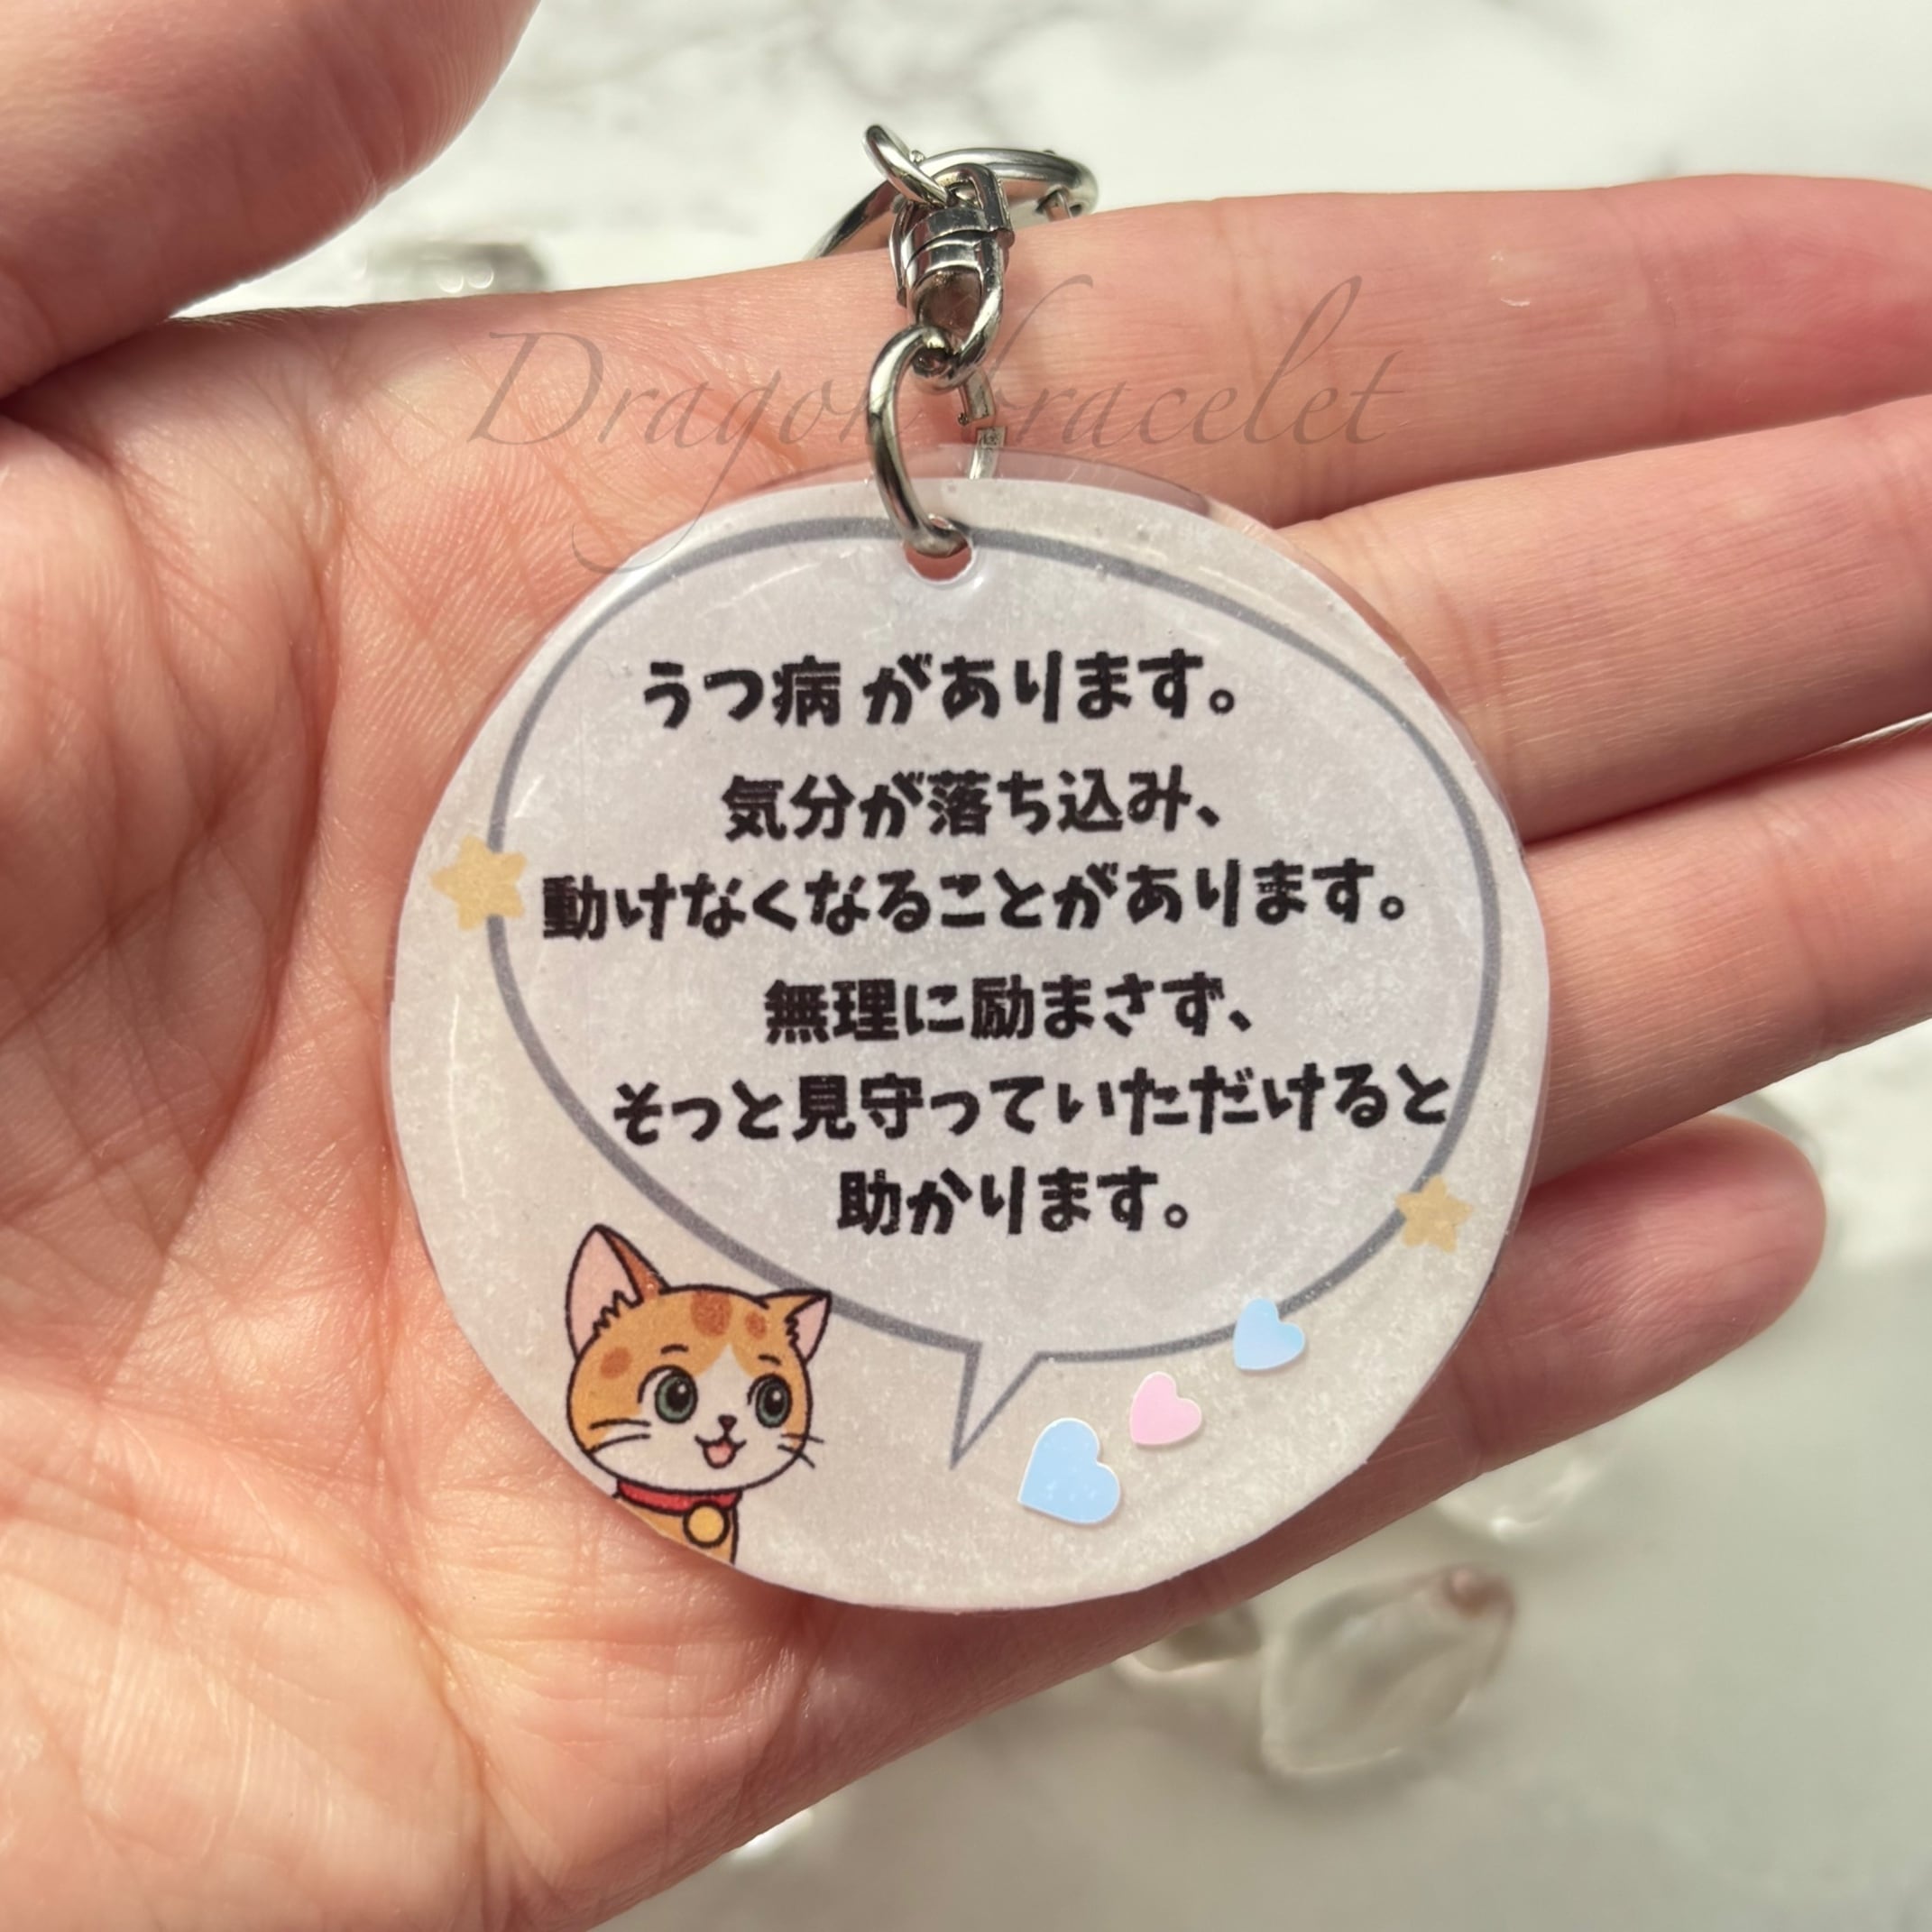 Dragon bracelet
うつ病 があります。
気分が落ち込み、
動けなくなることがあります。
無理に励まさず、
そっと見守っていただけると
助かります。